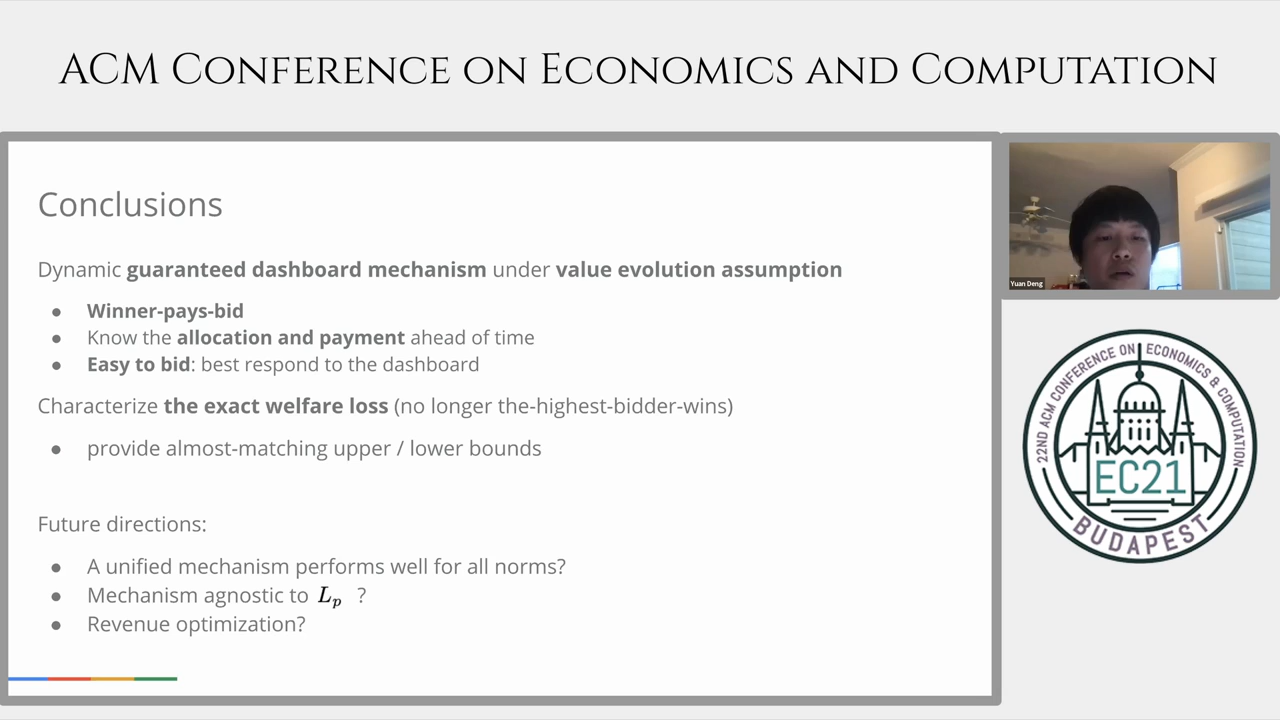 ACM Conference on Economics and Computation
Conclusions
Dynamic guaranteed dashboard mechanism under value evolution assumption
● Winner-pays-bid
● Know the allocation and payment ahead of time
● Easy to bid: best respond to the dashboard
Characterize the exact welfare loss (no longer the-highest-bidder-wins)
● provide almost-matching upper / lower bounds
Future directions:
● A unified mechanism performs well for all norms?
● Mechanism agnostic to Lₚ ?
● Revenue optimization?
Yuan Deng
22ND ACM CONFERENCE ON ECONOMICS & COMPUTATION
EC21
BUDAPEST